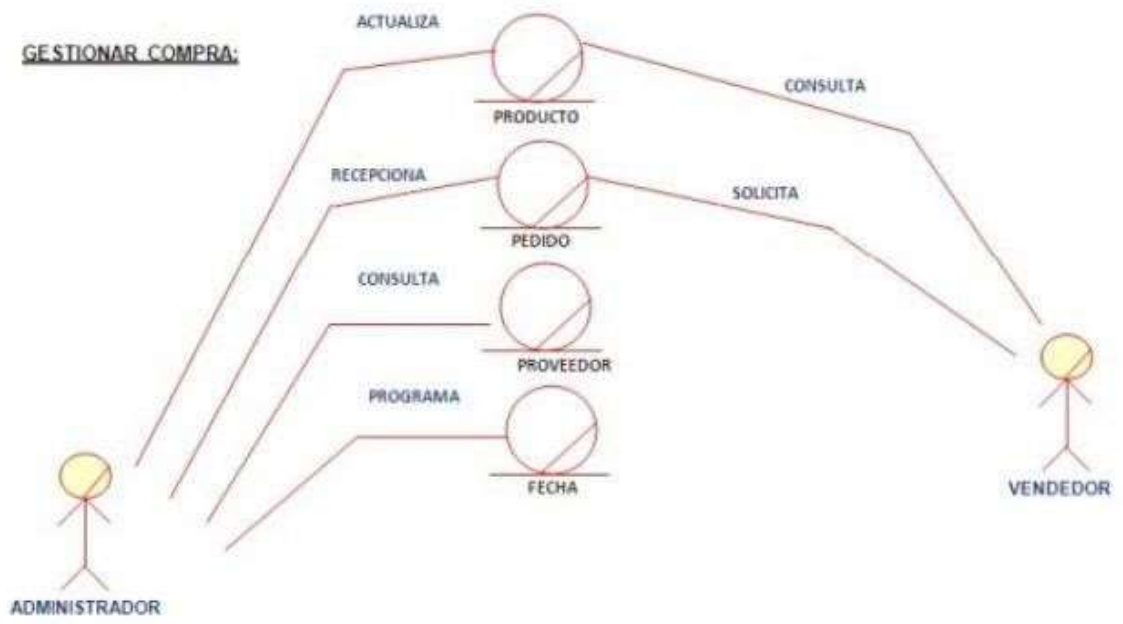 ACTUALIZA
GESTIONAR COMPRA:
CONSULTA
PRODUCTO
RECEPCIONA
SOLICITA
PEDIDO
CONSULTA
PROVEEDOR
PROGRAMA
FECHA
VENDEDOR
ADMINISTRADOR